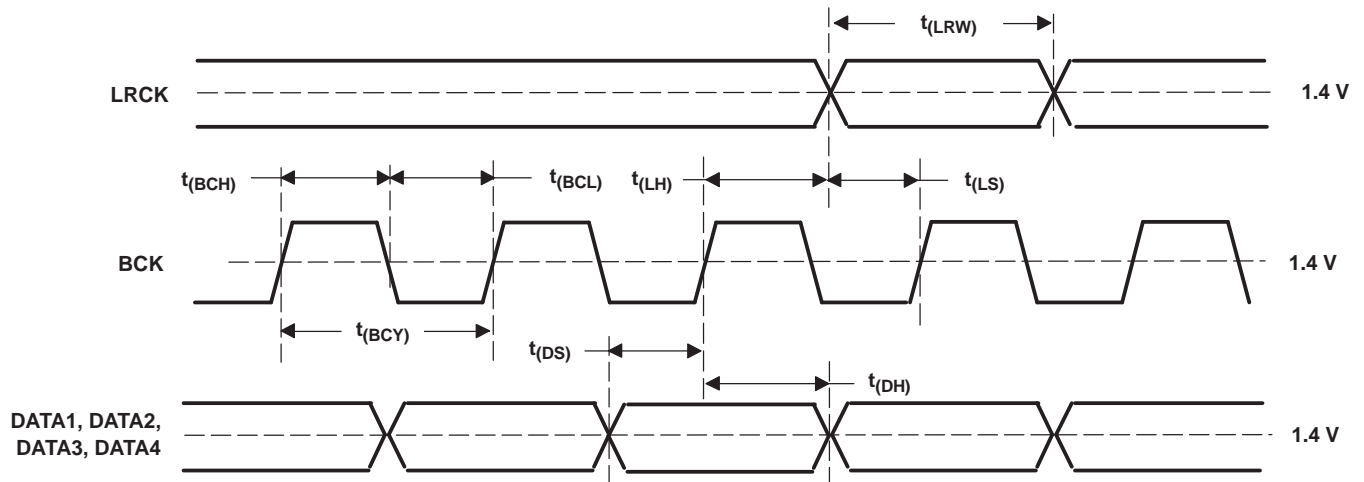 t(LRW)
LRCK
1.4 V
t(BCH)
t(BCL)
t(LH)
t(LS)
BCK
1.4 V
t(BCY)
t(DS)
t(DH)
DATA1, DATA2,
DATA3, DATA4
1.4 V